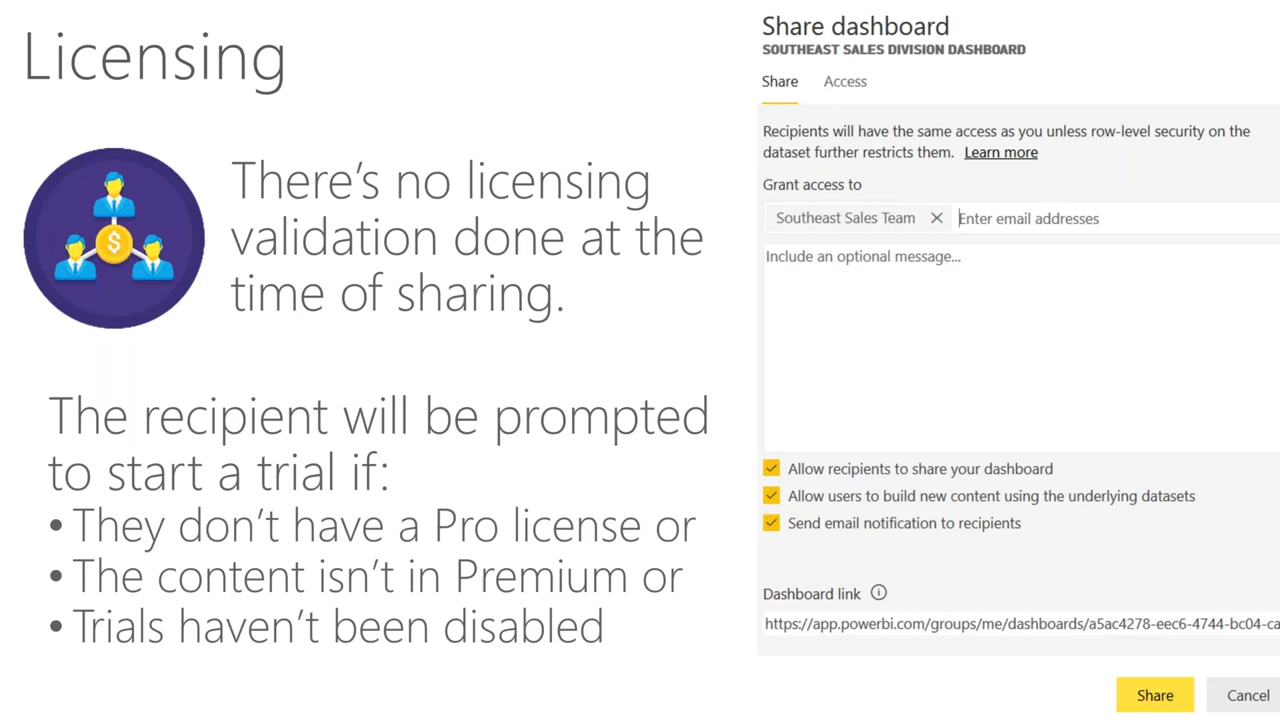 Licensing
There's no licensing
validation done at the
time of sharing.
The recipient will be prompted
to start a trial if:
• They don't have a Pro license or
• The content isn't in Premium or
• Trials haven't been disabled
Share dashboard
SOUTHEAST SALES DIVISION DASHBOARD
Share Access
Recipients will have the same access as you unless row-level security on the
dataset further restricts them. Learn more
Grant access to
Southeast Sales Team Enter email addresses
Include an optional message...
Allow recipients to share your dashboard
Allow users to build new content using the underlying datasets
Send email notification to recipients
Dashboard link
https://app.powerbi.com/groups/me/dashboards/a5ac4278-eec6-4744-bc04-ca
Share Cancel
$